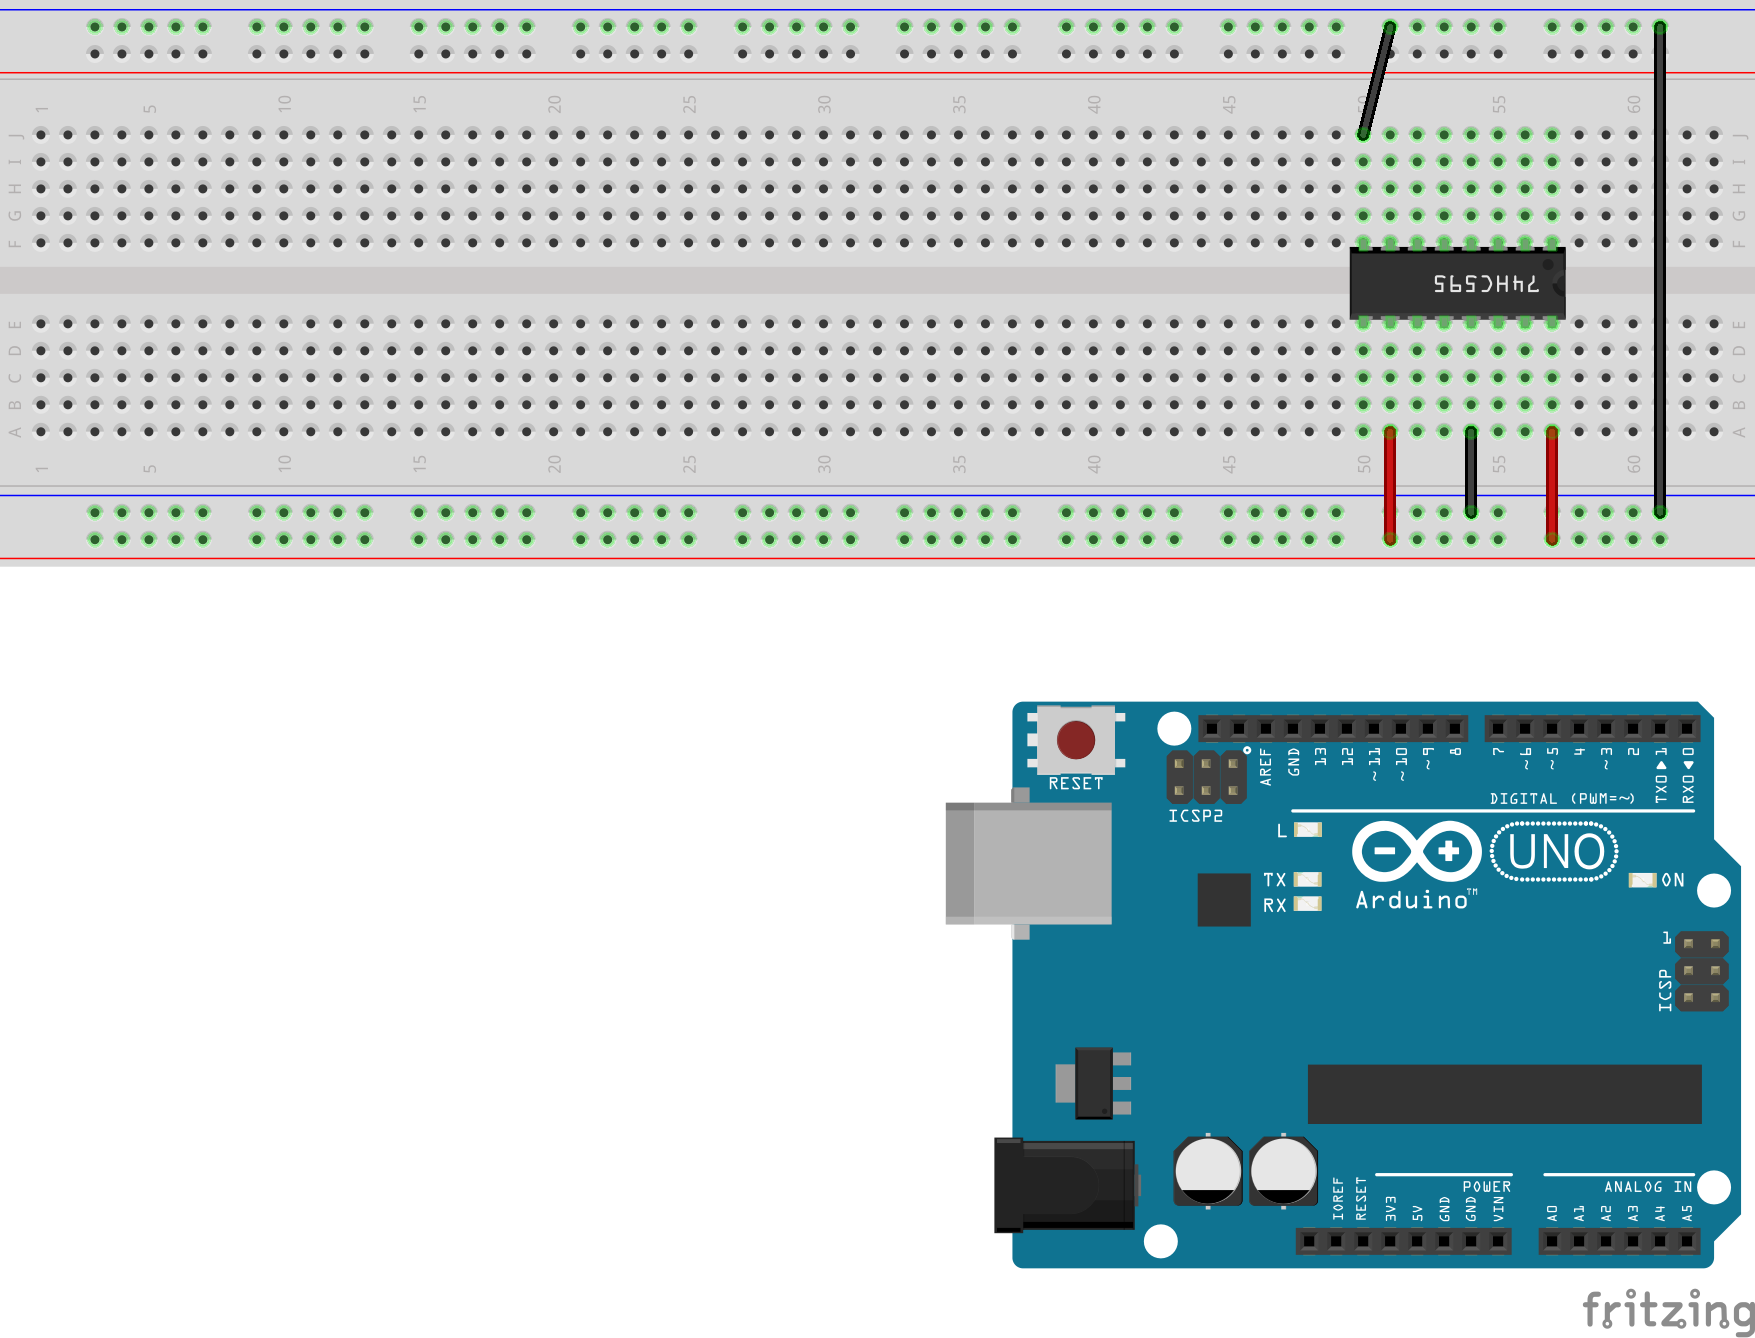 1 5 10 15 20 25 30 35 40 45 50 55 60
J J
I I
H H
G G
F F
74HC595
E E
D D
C C
B B
A A
1 5 10 15 20 25 30 35 40 45 50 55 60
RESET
AREF GND 13 12 ~11 ~10 ~9 8 7 ~6 ~5 4 ~3 2 TX0▶1 RX0◀0
DIGITAL (PWM=~)
ICSP2
L
UNO
TX
RX
Arduino™
ON
1
ICSP
POWER
ANALOG IN
IOREF RESET 3V3 5V GND GND VIN A0 A1 A2 A3 A4 A5
fritzing